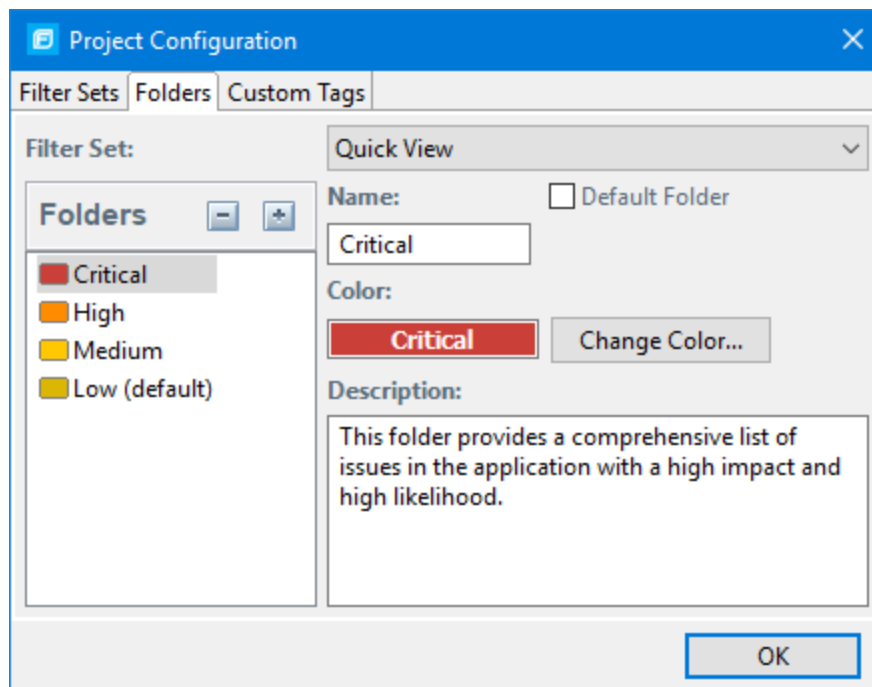 Project Configuration
Filter Sets Folders Custom Tags
Filter Set: Quick View
Folders
Critical
High
Medium
Low (default)
Name: Default Folder
Critical
Color:
Critical Change Color...
Description:
This folder provides a comprehensive list of
issues in the application with a high impact and
high likelihood.
OK